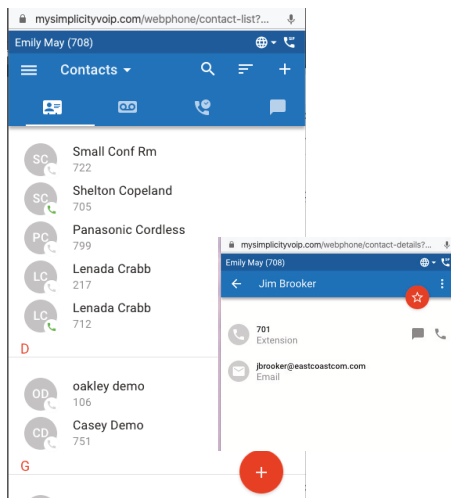 mysimplicityvoip.com/webphone/contact-list?...
Emily May (708)
Contacts
SC
Small Conf Rm
722
SC
Shelton Copeland
705
PC
Panasonic Cordless
799
LC
Lenada Crabb
217
LC
Lenada Crabb
712
D
OD
oakley demo
106
CD
Casey Demo
751
G
+
mysimplicityvoip.com/webphone/contact-details?...
Emily May (708)
Jim Brooker
701
Extension
jbrooker@eastcoastcom.com
Email